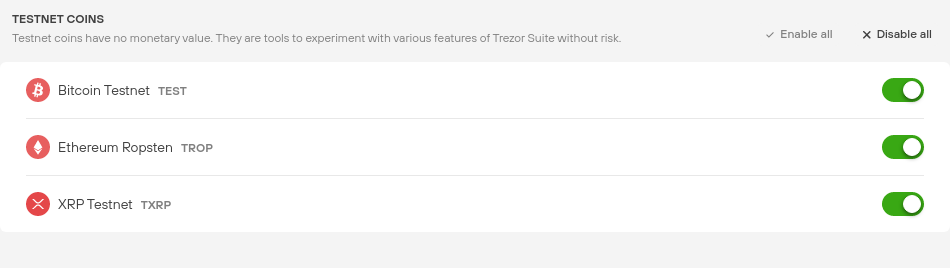 TESTNET COINS
Testnet coins have no monetary value. They are tools to experiment with various features of Trezor Suite without risk.
Enable all Disable all
Bitcoin Testnet TEST
Ethereum Ropsten TROP
XRP Testnet TXRP